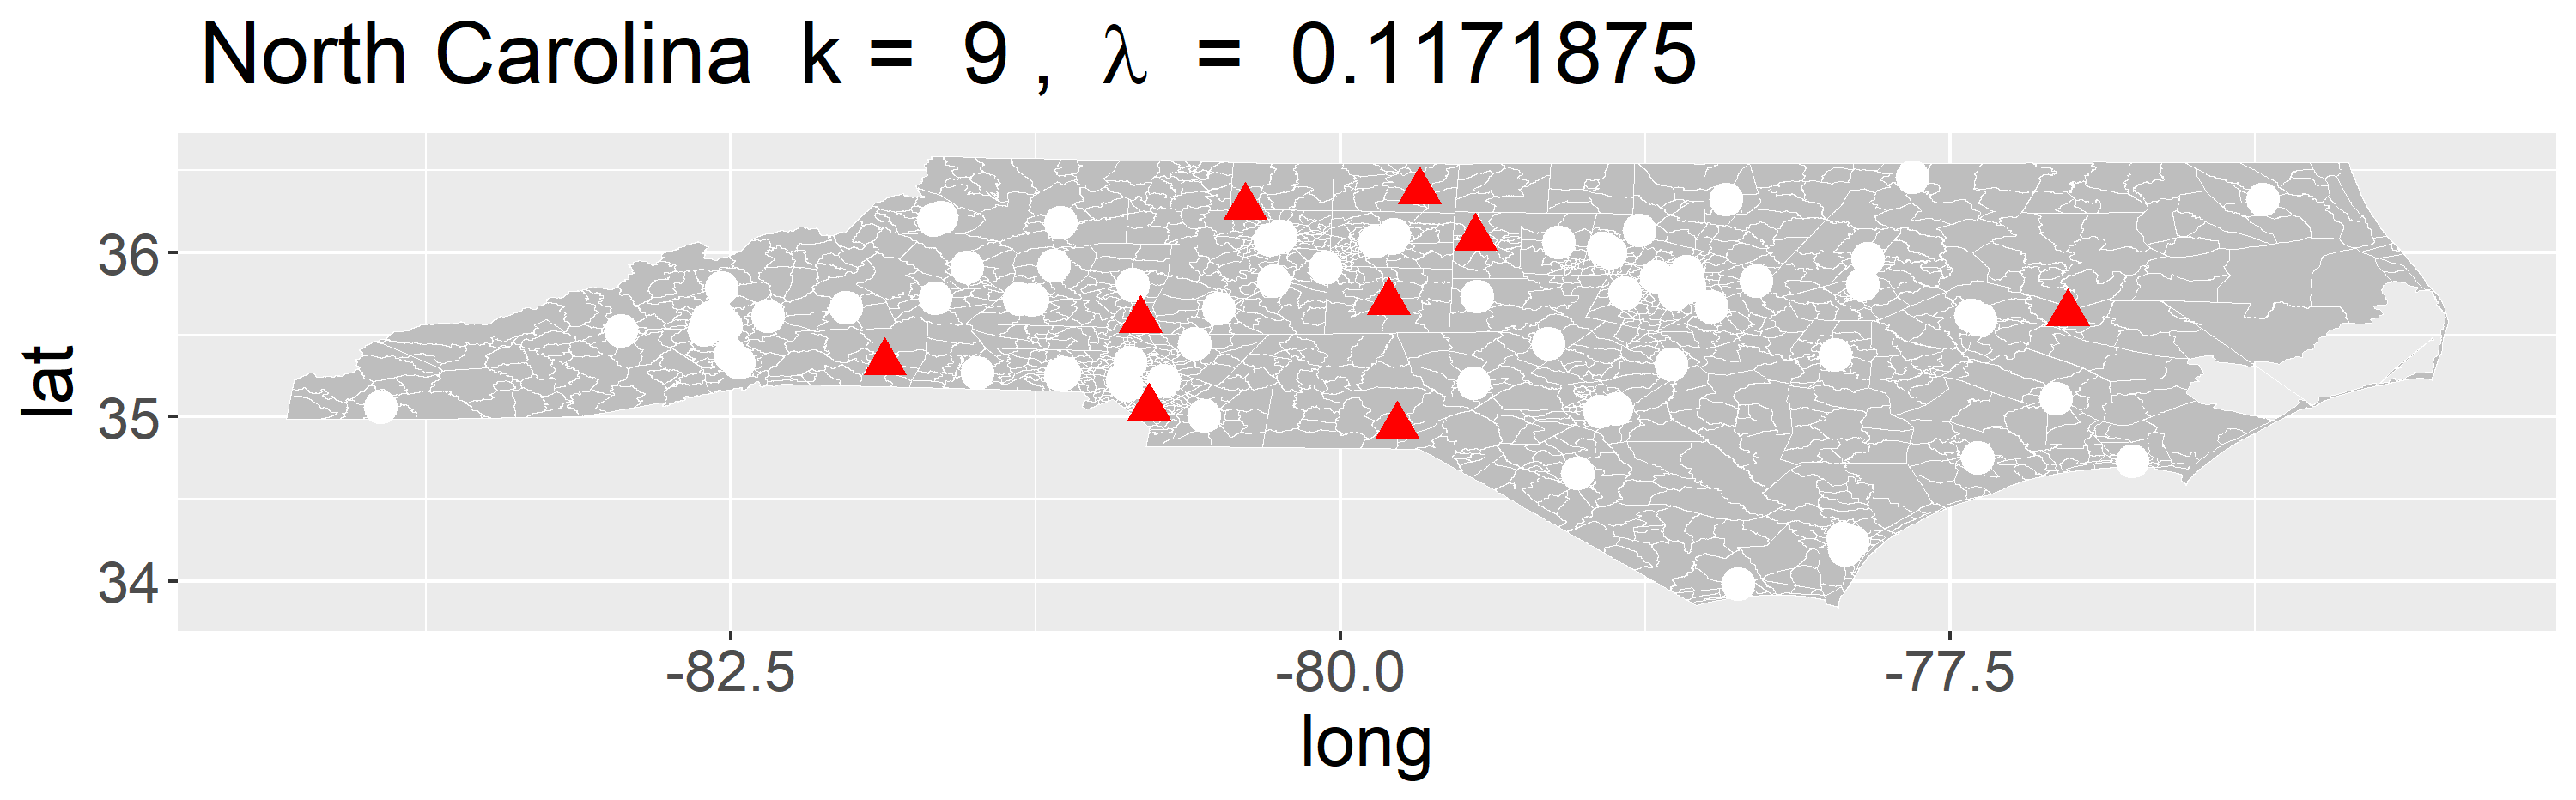 North Carolina k = 9 , λ = 0.1171875
lat
36
35
34
-82.5 -80.0 -77.5
long